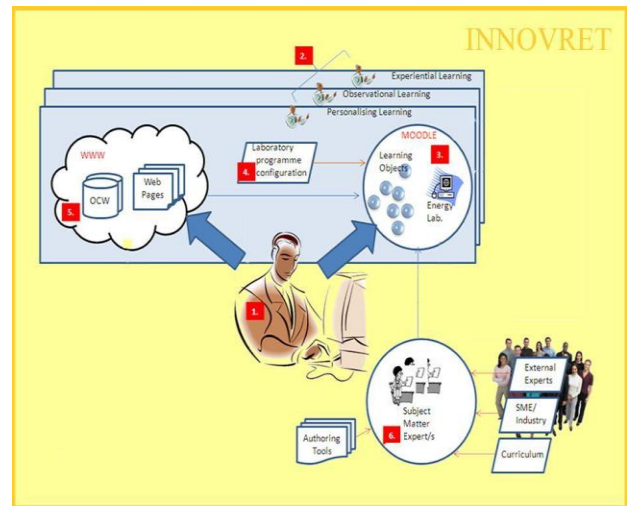 INNOVRET
2.
Experiential Learning
Observational Learning
Personalising Learning
WWW
OCW
Web
Pages
5.
Laboratory
programme
configuration
4.
MOODLE
Learning
Objects
3.
Energy
Lab.
1.
Subject
Matter
Expert/s
6.
Authoring
Tools
External
Experts
SME/
Industry
Curriculum